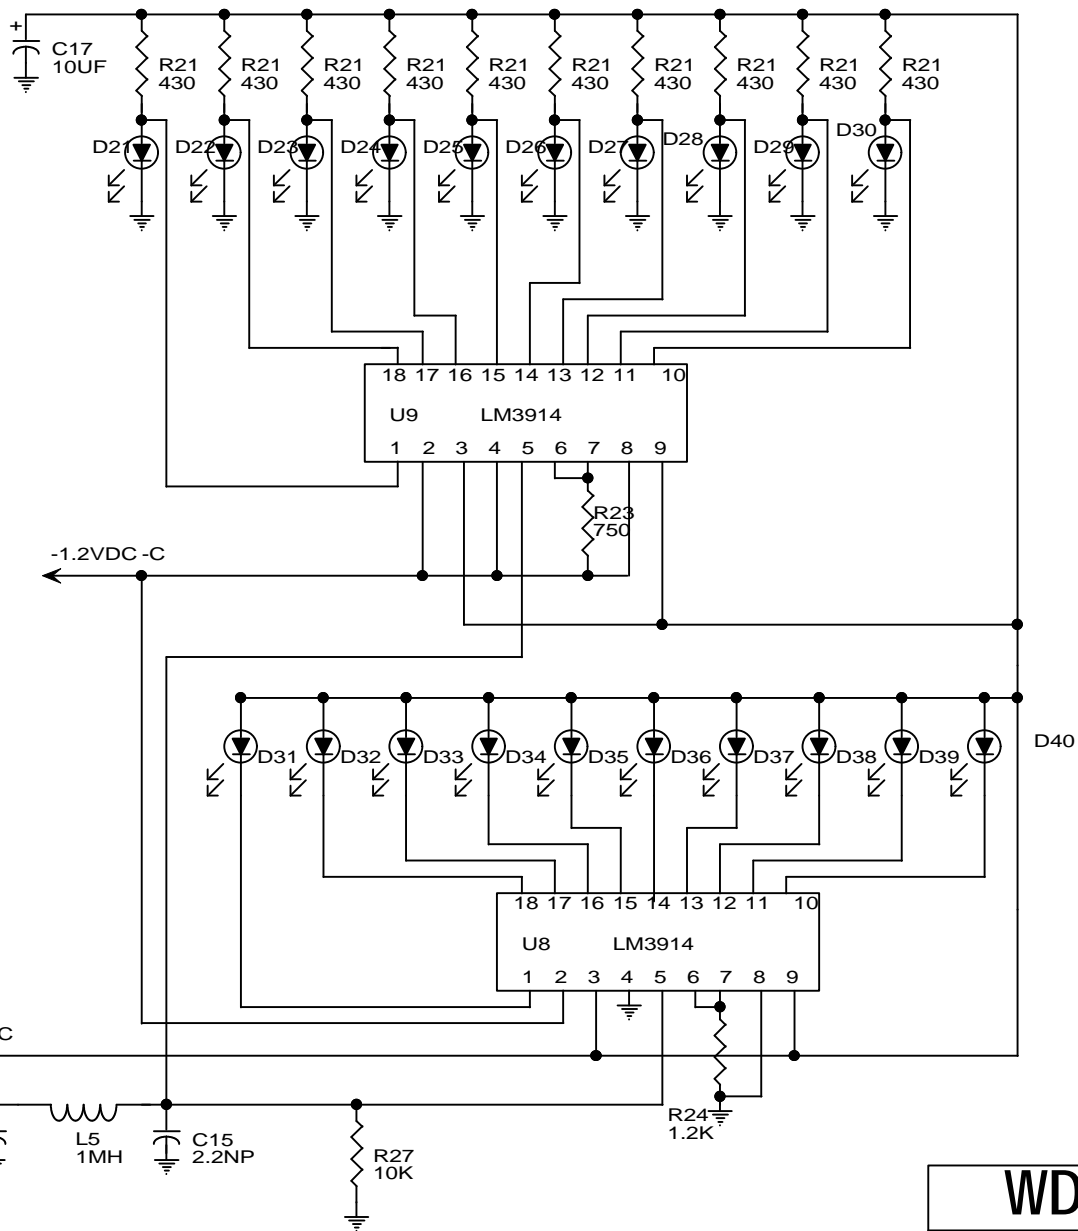 +
C17
10UF
R21 R21 R21 R21 R21 R21 R21 R21 R21 R21
430 430 430 430 430 430 430 430 430 430
D21 D22 D23 D24 D25 D26 D27 D28 D29 D30
18 17 16 15 14 13 12 11 10
U9 LM3914
1 2 3 4 5 6 7 8 9
R23
750
-1.2VDC -C
D31 D32 D33 D34 D35 D36 D37 D38 D39 D40
18 17 16 15 14 13 12 11 10
U8 LM3914
1 2 3 4 5 6 7 8 9
C
R24
1.2K
L5
1MH
C15
2.2NP
R27
10K
WD